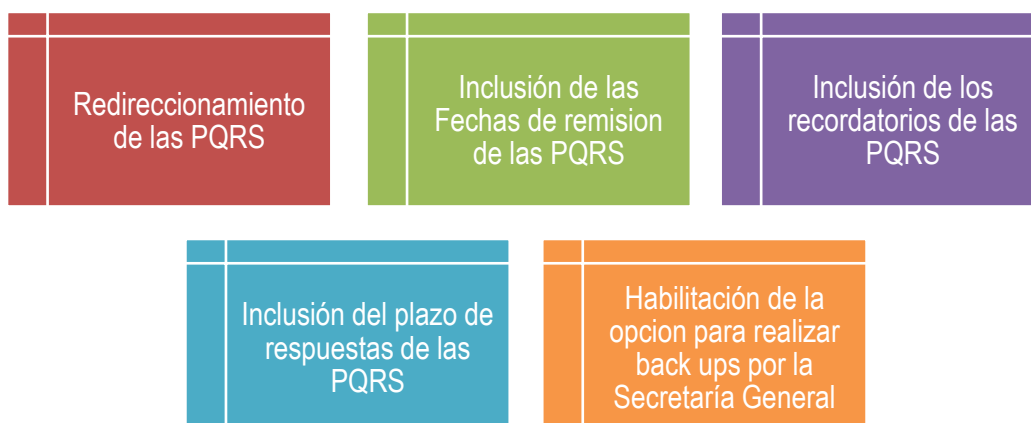 Redireccionamiento
de las PQRS
Inclusión de las
Fechas de remision
de las PQRS
Inclusión de los
recordatorios de las
PQRS
Inclusión del plazo de
respuestas de las
PQRS
Habilitación de la
opcion para realizar
back ups por la
Secretaría General